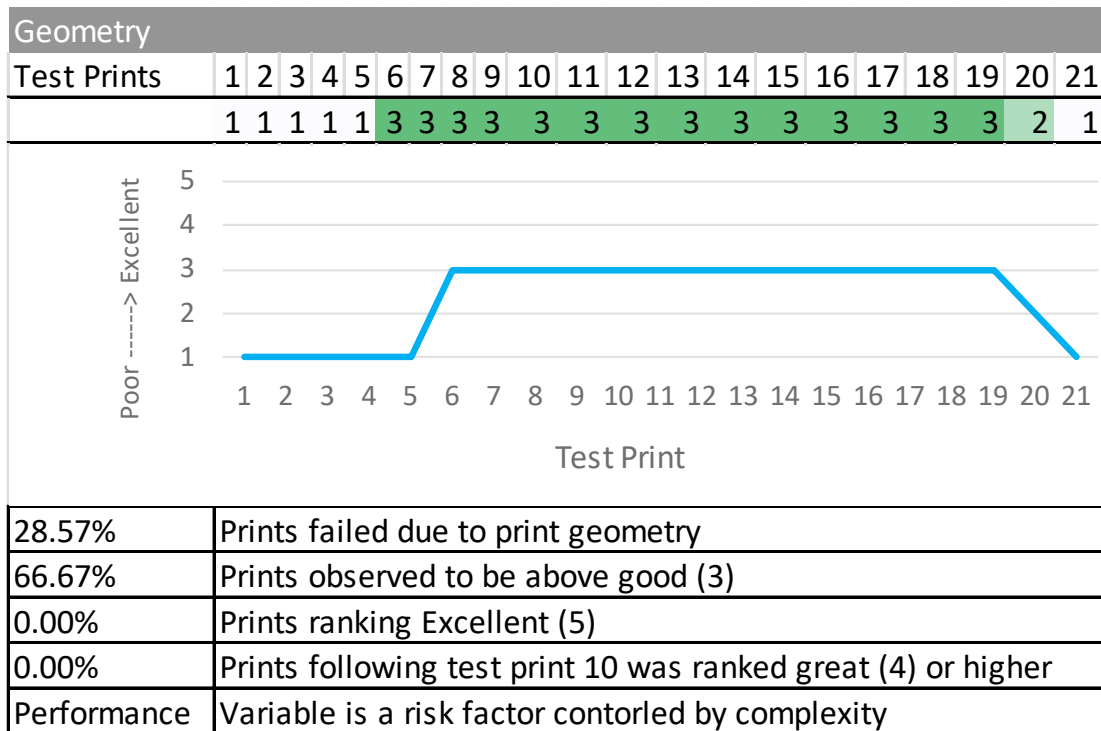 Geometry
Test Prints 1 2 3 4 5 6 7 8 9 10 11 12 13 14 15 16 17 18 19 20 21
1 1 1 1 1 3 3 3 3 3 3 3 3 3 3 3 3 3 3 2 1
Poor -------> Excellent
5
4
3
2
1
1 2 3 4 5 6 7 8 9 10 11 12 13 14 15 16 17 18 19 20 21
Test Print
28.57% Prints failed due to print geometry
66.67% Prints observed to be above good (3)
0.00% Prints ranking Excellent (5)
0.00% Prints following test print 10 was ranked great (4) or higher
Performance Variable is a risk factor contorled by complexity